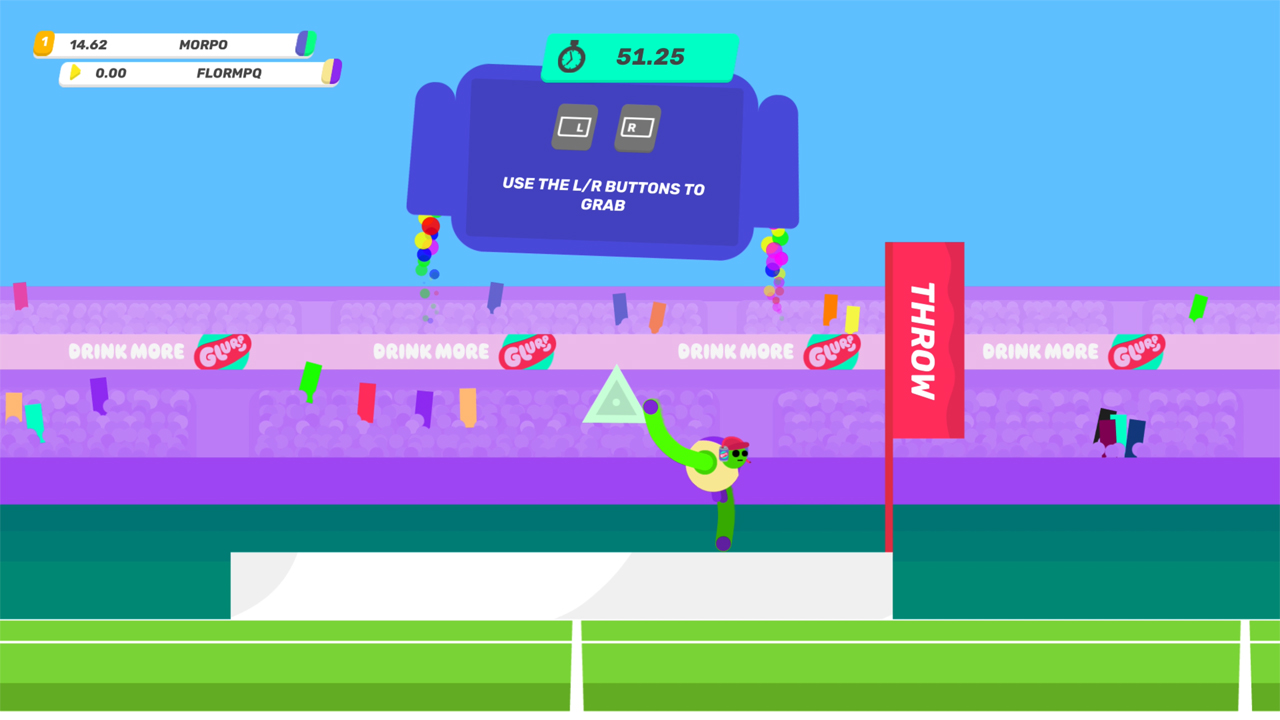 1 14.62 MORPO
0.00 FLORMPQ
51.25
L R
USE THE L/R BUTTONS TO
GRAB
THROW
DRINK MORE GLURP DRINK MORE GLURP DRINK MORE GLURP DRINK MORE GLURP